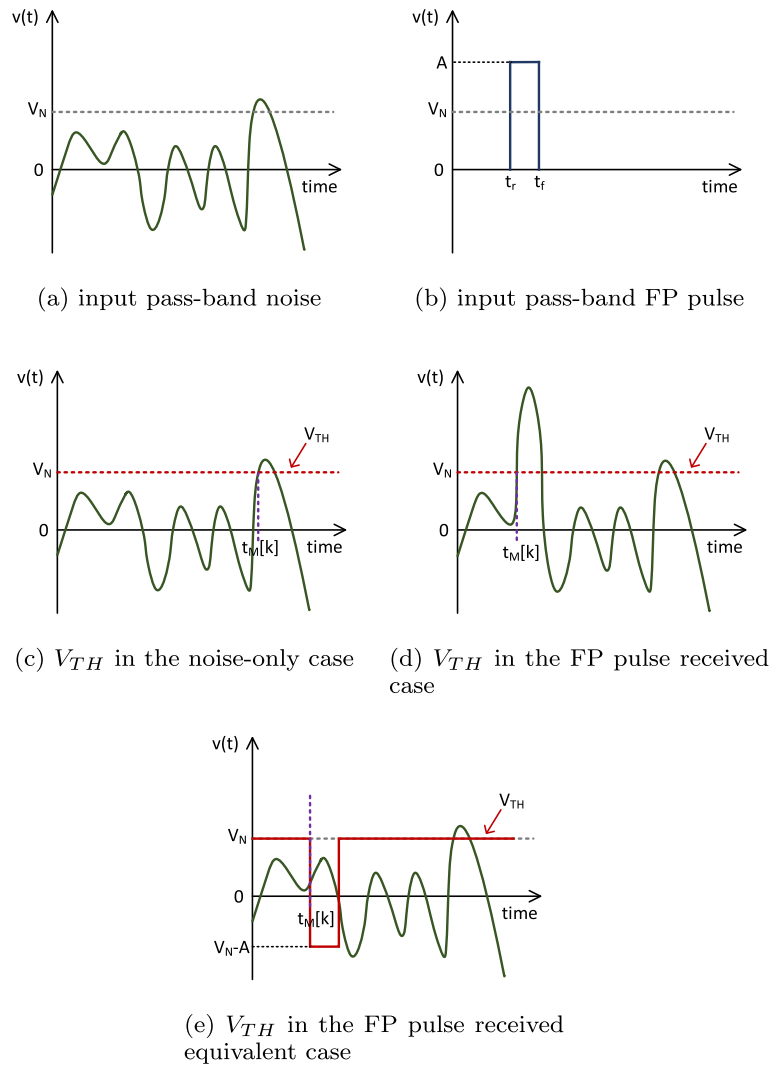 v(t)
V_N
0
time
(a) input pass-band noise
v(t)
A
V_N
0
t_r t_f
time
(b) input pass-band FP pulse
v(t)
V_TH
V_N
0
t_M[k]
time
(c) V_TH in the noise-only case
v(t)
V_TH
V_N
0
t_M[k]
time
(d) V_TH in the FP pulse received
case
v(t)
V_TH
V_N
0
t_M[k]
time
V_N-A
(e) V_TH in the FP pulse received
equivalent case